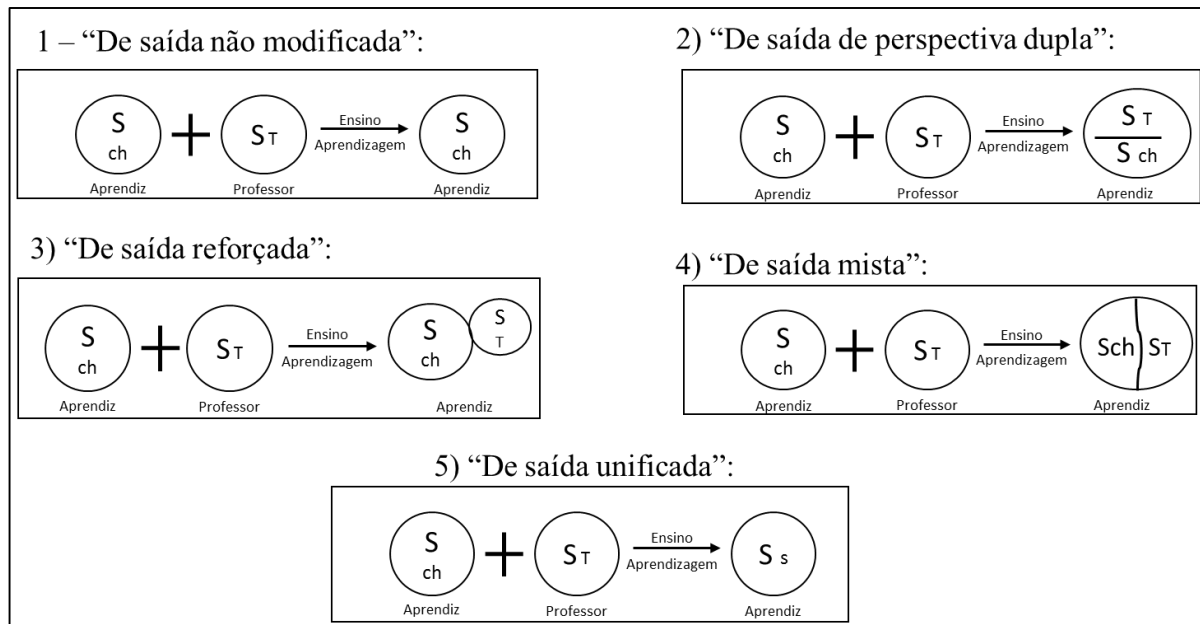 1 – “De saída não modificada”:
S
ch
+
S T
Ensino
Aprendizagem
S
ch
Aprendiz
Professor
Aprendiz
2) “De saída de perspectiva dupla”:
S
ch
+
S T
Ensino
Aprendizagem
S T
S ch
Aprendiz
Professor
Aprendiz
3) “De saída reforçada”:
S
ch
+
S T
Ensino
Aprendizagem
S
ch
S
T
Aprendiz
Professor
Aprendiz
4) “De saída mista”:
S
ch
+
S T
Ensino
Aprendizagem
Sch
ST
Aprendiz
Professor
Aprendiz
5) “De saída unificada”:
S
ch
+
S T
Ensino
Aprendizagem
S s
Aprendiz
Professor
Aprendiz